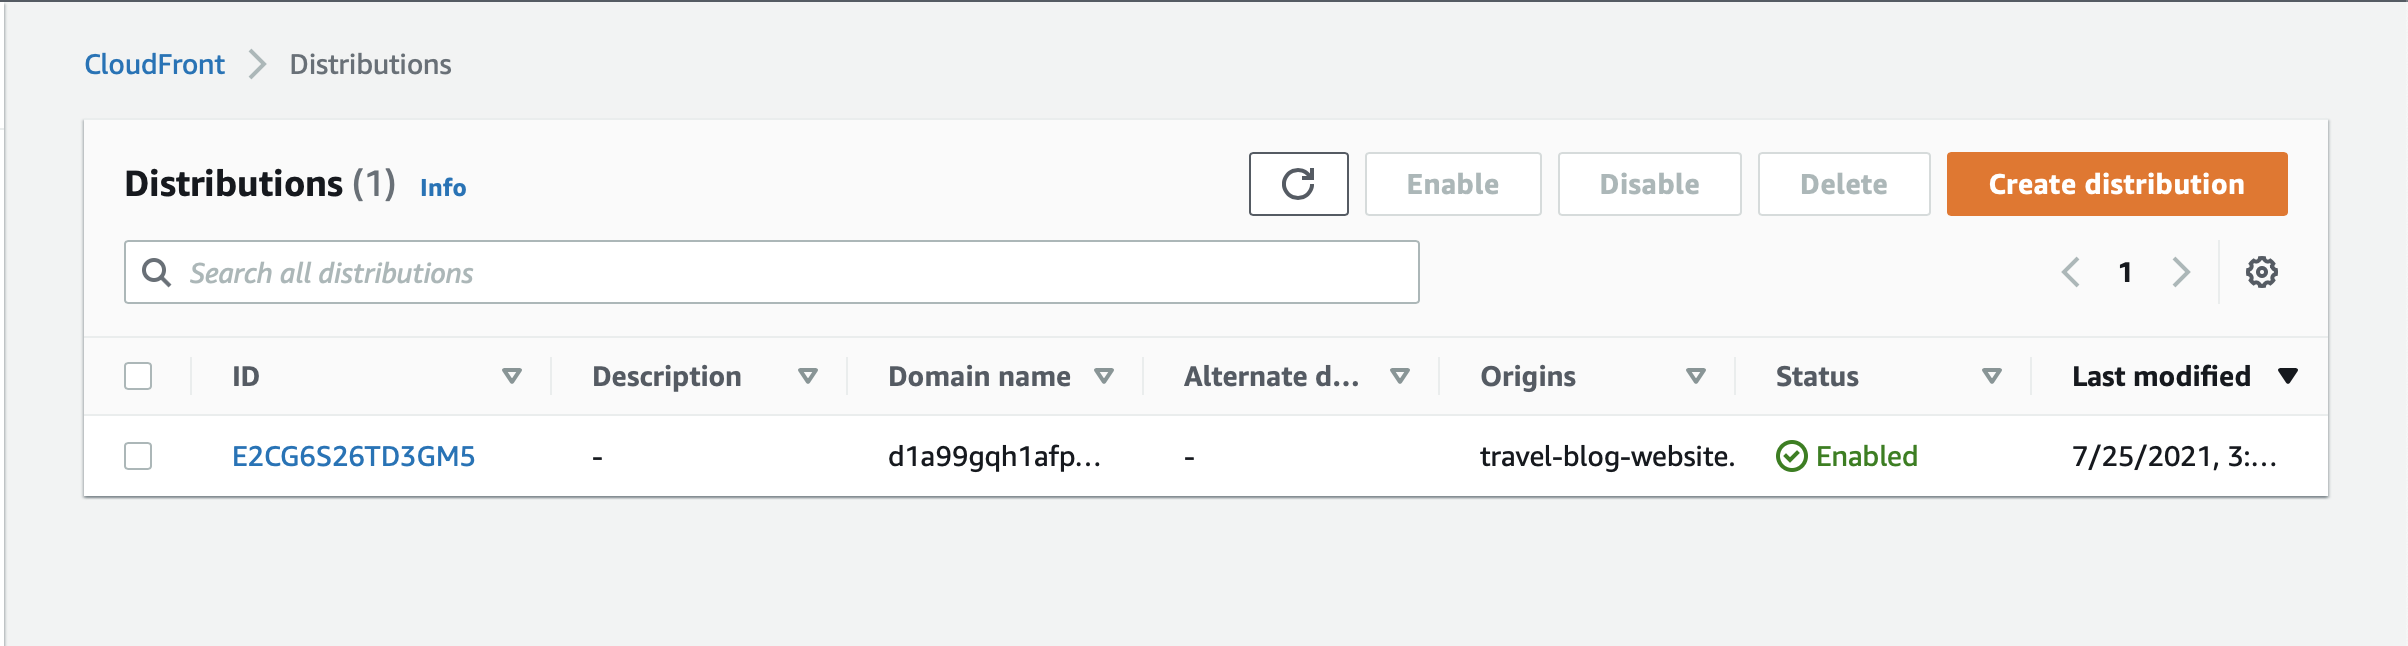 CloudFront > Distributions
Distributions (1) Info
Enable Disable Delete Create distribution
Search all distributions
1
ID Description Domain name Alternate d... Origins Status Last modified
E2CG6S26TD3GM5 - d1a99gqh1afp... - travel-blog-website. Enabled 7/25/2021, 3:...